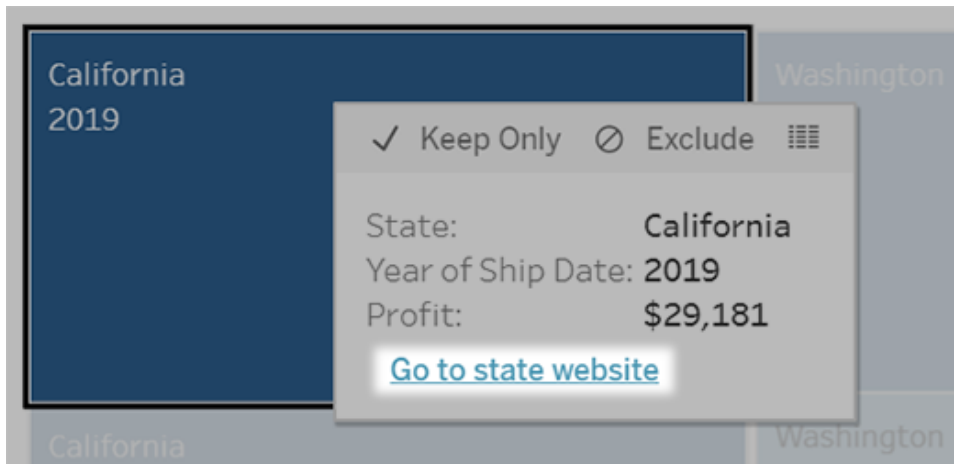 California
2019
Washington
✓ Keep Only Exclude
State: California
Year of Ship Date: 2019
Profit: $29,181
Go to state website
California
Washington